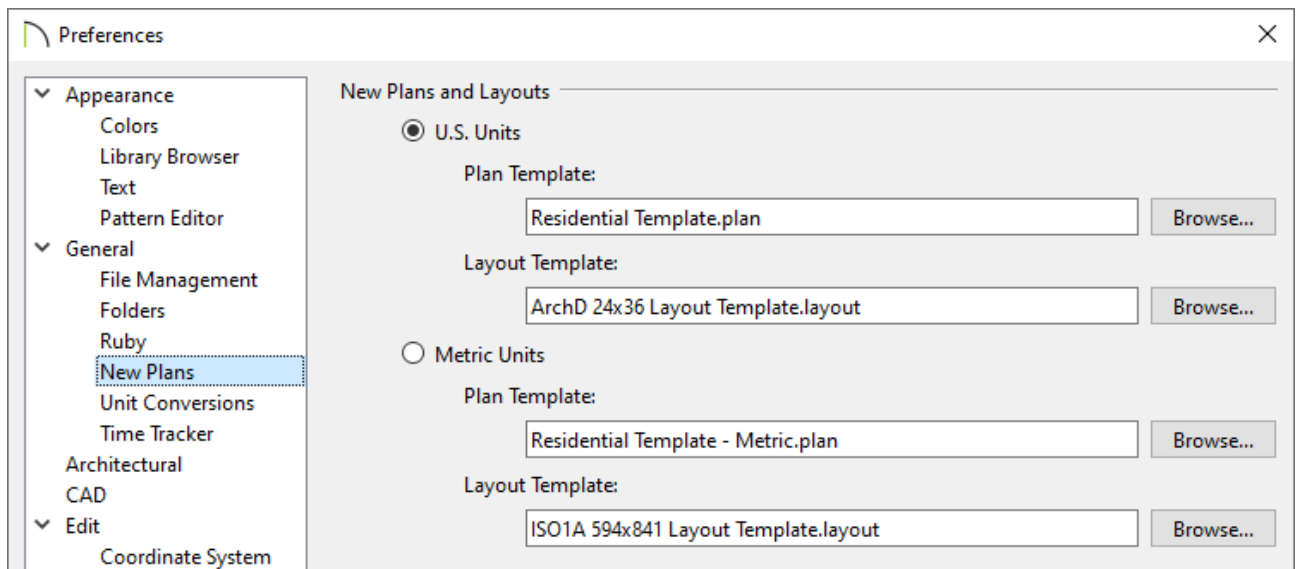 Preferences
Appearance
Colors
Library Browser
Text
Pattern Editor
General
File Management
Folders
Ruby
New Plans
Unit Conversions
Time Tracker
Architectural
CAD
Edit
Coordinate System
New Plans and Layouts
U.S. Units
Plan Template:
Residential Template.plan
Browse...
Layout Template:
ArchD 24x36 Layout Template.layout
Browse...
Metric Units
Plan Template:
Residential Template - Metric.plan
Browse...
Layout Template:
ISO1A 594x841 Layout Template.layout
Browse...